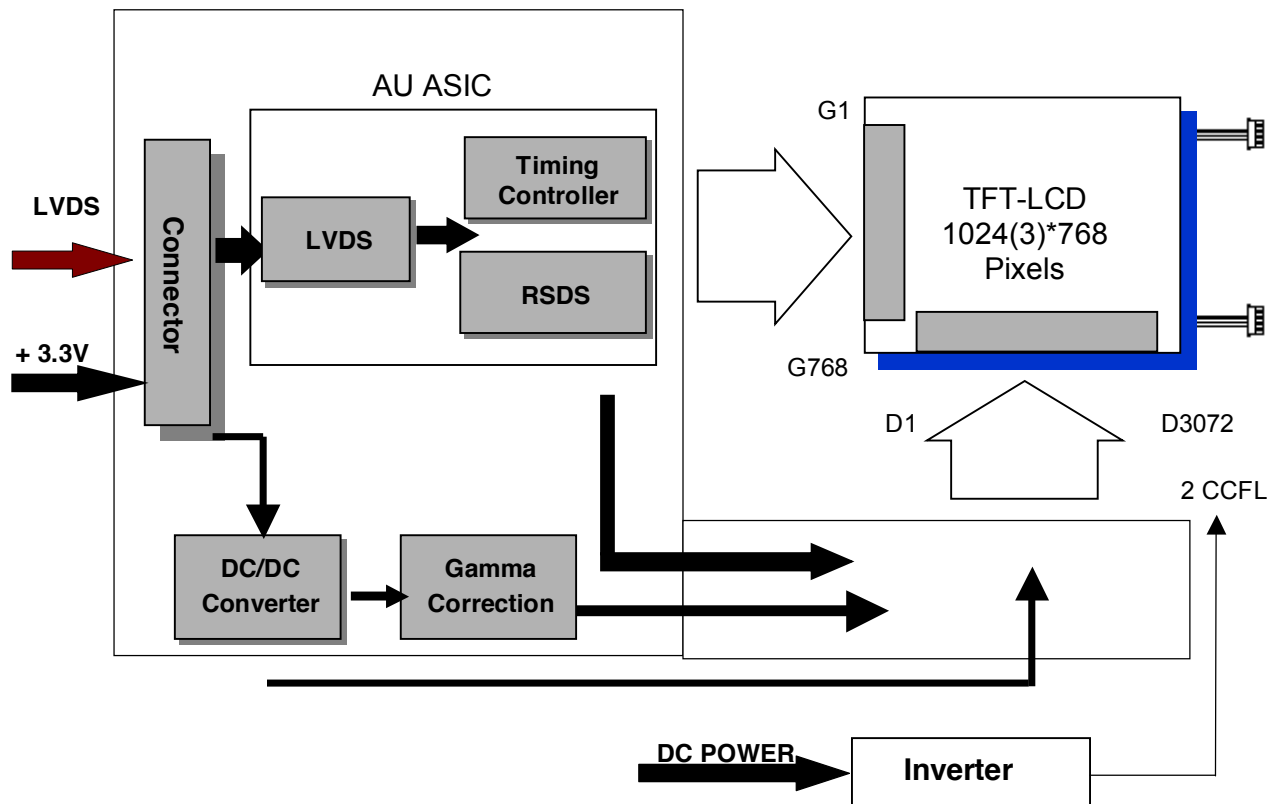 AU ASIC
G1
Timing
Controller
TFT-LCD
1024(3)*768
Pixels
LVDS
Connector
LVDS
RSDS
+ 3.3V
G768
D1
D3072
2 CCFL
DC/DC
Converter
Gamma
Correction
DC POWER
Inverter